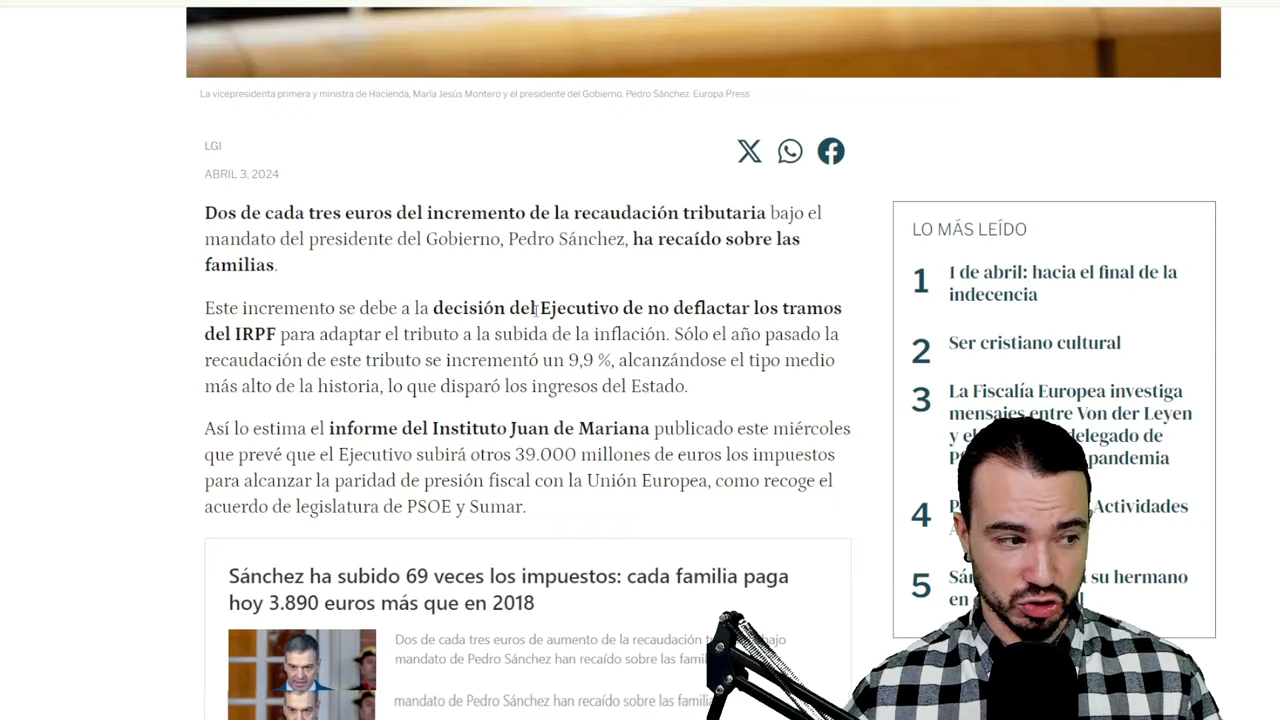 La vicepresidenta primera y ministra de Hacienda, María Jesús Montero y el presidente del Gobierno, Pedro Sánchez. Europa Press
LGI
ABRIL 3, 2024
Dos de cada tres euros del incremento de la recaudación tributaria bajo el
mandato del presidente del Gobierno, Pedro Sánchez, ha recaído sobre las
familias.
Este incremento se debe a la decisión del Ejecutivo de no deflactar los tramos
del IRPF para adaptar el tributo a la subida de la inflación. Sólo el año pasado la
recaudación de este tributo se incrementó un 9,9 %, alcanzándose el tipo medio
más alto de la historia, lo que disparó los ingresos del Estado.
Así lo estima el informe del Instituto Juan de Mariana publicado este miércoles
que prevé que el Ejecutivo subirá otros 39.000 millones de euros los impuestos
para alcanzar la paridad de presión fiscal con la Unión Europea, como recoge el
acuerdo de legislatura de PSOE y Sumar.
Sánchez ha subido 69 veces los impuestos: cada familia paga
hoy 3.890 euros más que en 2018
Dos de cada tres euros de aumento de la recaudación bajo
mandato de Pedro Sánchez han recaído sobre las
mandato de Pedro Sánchez han recaído sobre las
LO MÁS LEÍDO
1 1 de abril: hacia el final de la
indecencia
2 Ser cristiano cultural
3 La Fiscalía Europea investiga
mensajes entre Von der Leyen
y el delegado de
pandemia
4 Actividades
5 su hermano
en